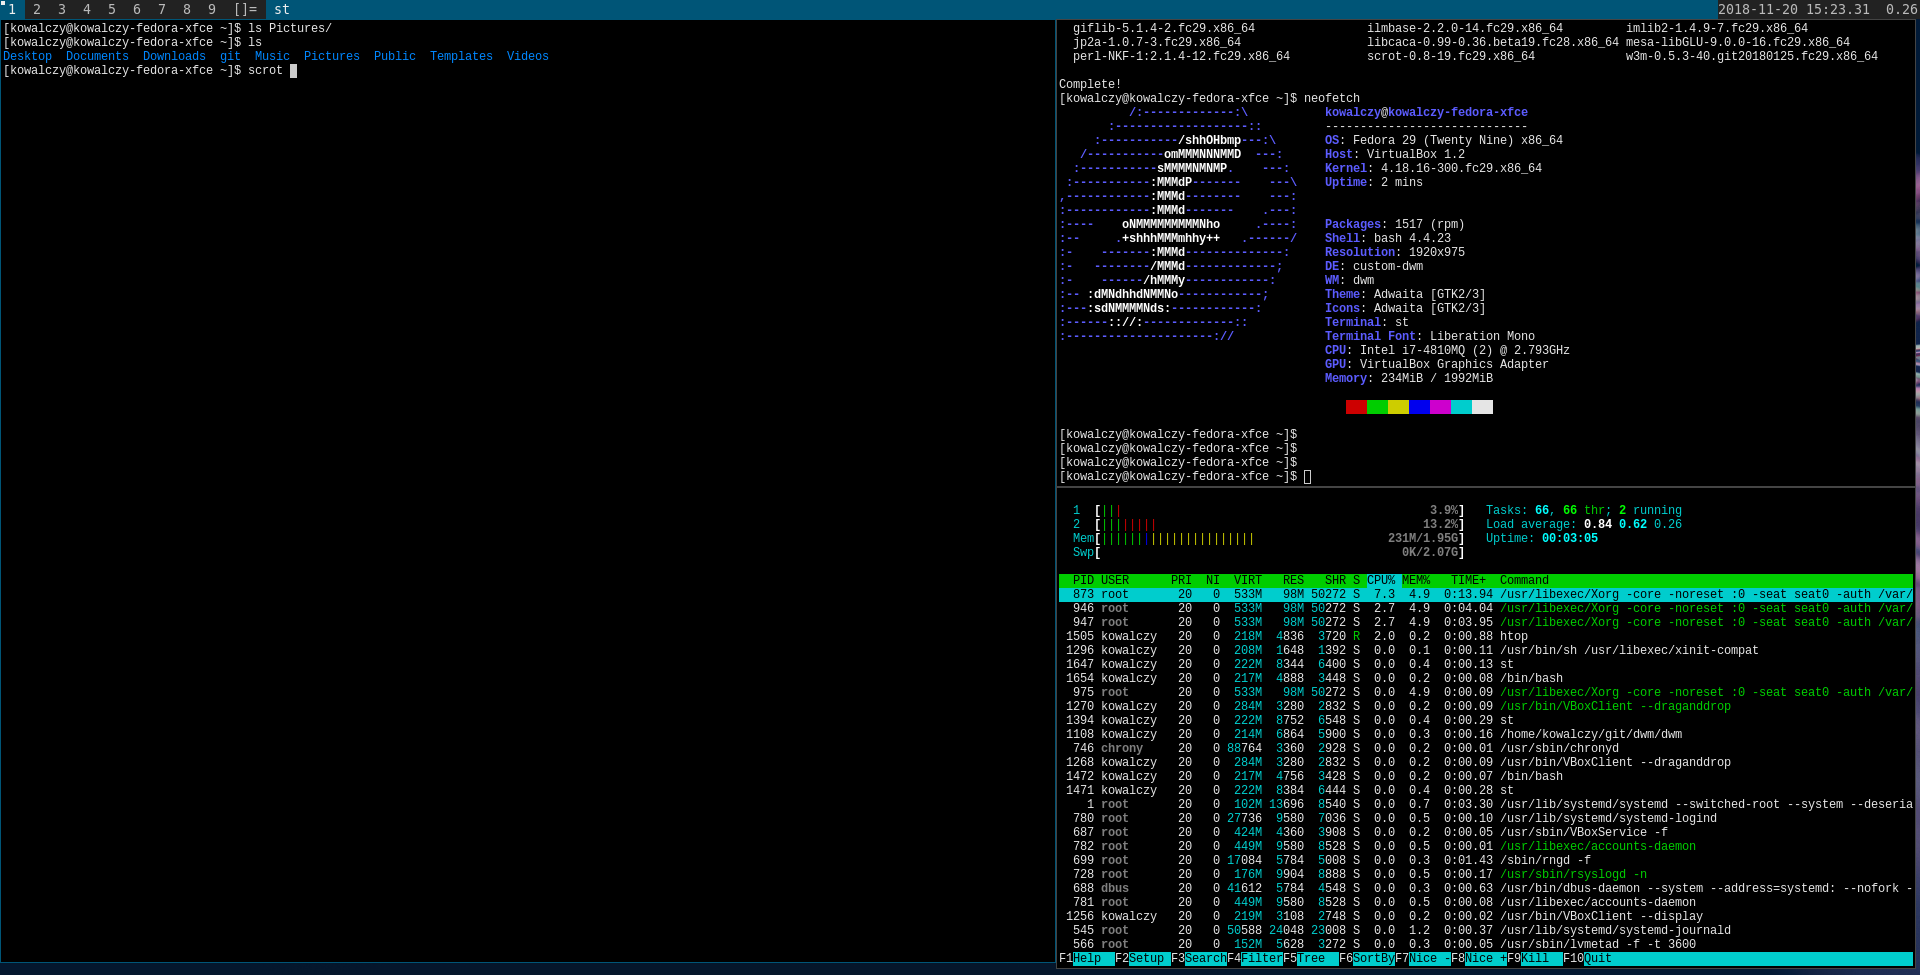 1 2 3 4 5 6 7 8 9 []= st 2018-11-20 15:23.31 0.26
[kowalczy@kowalczy-fedora-xfce ~]$ ls Pictures/
[kowalczy@kowalczy-fedora-xfce ~]$ ls
Desktop Documents Downloads git Music Pictures Public Templates Videos
[kowalczy@kowalczy-fedora-xfce ~]$ scrot
giflib-5.1.4-2.fc29.x86_64 ilmbase-2.2.0-14.fc29.x86_64 imlib2-1.4.9-7.fc29.x86_64
jp2a-1.0.7-3.fc29.x86_64 libcaca-0.99-0.36.beta19.fc28.x86_64 mesa-libGLU-9.0.0-16.fc29.x86_64
perl-NKF-1:2.1.4-12.fc29.x86_64 scrot-0.8-19.fc29.x86_64 w3m-0.5.3-40.git20180125.fc29.x86_64
Complete!
[kowalczy@kowalczy-fedora-xfce ~]$ neofetch
/:-------------:\ kowalczy@kowalczy-fedora-xfce
:-------------------:: -----------------------------
:-----------/shhOHbmp---:\ OS: Fedora 29 (Twenty Nine) x86_64
/-----------omMMMNNNMMD ---: Host: VirtualBox 1.2
:-----------sMMMMNMNMP. ---: Kernel: 4.18.16-300.fc29.x86_64
:-----------:MMMdP------- ---\ Uptime: 2 mins
,------------:MMMd-------- ---:
:------------:MMMd------- .---:
:---- oNMMMMMMMMMNho .----: Packages: 1517 (rpm)
:-- .+shhhMMMmhhy++ .------/ Shell: bash 4.4.23
:- -------:MMMd--------------: Resolution: 1920x975
:- --------/MMMd-------------; DE: custom-dwm
:- ------/hMMMy------------: WM: dwm
:-- :dMNdhhdNMMNo------------; Theme: Adwaita [GTK2/3]
:---:sdNMMMMNds:------------: Icons: Adwaita [GTK2/3]
:------:://:-------------:: Terminal: st
:---------------------:// Terminal Font: Liberation Mono
CPU: Intel i7-4810MQ (2) @ 2.793GHz
GPU: VirtualBox Graphics Adapter
Memory: 234MiB / 1992MiB
[kowalczy@kowalczy-fedora-xfce ~]$
[kowalczy@kowalczy-fedora-xfce ~]$
[kowalczy@kowalczy-fedora-xfce ~]$
[kowalczy@kowalczy-fedora-xfce ~]$
1 [||| 3.9%] Tasks: 66, 66 thr; 2 running
2 [|||||||| 13.2%] Load average: 0.84 0.62 0.26
Mem[|||||||||||||||||||||| 231M/1.95G] Uptime: 00:03:05
Swp[ 0K/2.07G]
PID USER PRI NI VIRT RES SHR S CPU% MEM% TIME+ Command
873 root 20 0 533M 98M 50272 S 7.3 4.9 0:13.94 /usr/libexec/Xorg -core -noreset :0 -seat seat0 -auth /var/
946 root 20 0 533M 98M 50272 S 2.7 4.9 0:04.04 /usr/libexec/Xorg -core -noreset :0 -seat seat0 -auth /var/
947 root 20 0 533M 98M 50272 S 2.7 4.9 0:03.95 /usr/libexec/Xorg -core -noreset :0 -seat seat0 -auth /var/
1505 kowalczy 20 0 218M 4836 3720 R 2.0 0.2 0:00.88 htop
1296 kowalczy 20 0 208M 1648 1392 S 0.0 0.1 0:00.11 /usr/bin/sh /usr/libexec/xinit-compat
1647 kowalczy 20 0 222M 8344 6400 S 0.0 0.4 0:00.13 st
1654 kowalczy 20 0 217M 4888 3448 S 0.0 0.2 0:00.08 /bin/bash
975 root 20 0 533M 98M 50272 S 0.0 4.9 0:00.09 /usr/libexec/Xorg -core -noreset :0 -seat seat0 -auth /var/
1270 kowalczy 20 0 284M 3280 2832 S 0.0 0.2 0:00.09 /usr/bin/VBoxClient --draganddrop
1394 kowalczy 20 0 222M 8752 6548 S 0.0 0.4 0:00.29 st
1108 kowalczy 20 0 214M 6864 5900 S 0.0 0.3 0:00.16 /home/kowalczy/git/dwm/dwm
746 chrony 20 0 88764 3360 2928 S 0.0 0.2 0:00.01 /usr/sbin/chronyd
1268 kowalczy 20 0 284M 3280 2832 S 0.0 0.2 0:00.09 /usr/bin/VBoxClient --draganddrop
1472 kowalczy 20 0 217M 4756 3428 S 0.0 0.2 0:00.07 /bin/bash
1471 kowalczy 20 0 222M 8384 6444 S 0.0 0.4 0:00.28 st
1 root 20 0 102M 13696 8540 S 0.0 0.7 0:03.30 /usr/lib/systemd/systemd --switched-root --system --deseria
780 root 20 0 27736 9580 7036 S 0.0 0.5 0:00.10 /usr/lib/systemd/systemd-logind
687 root 20 0 424M 4360 3908 S 0.0 0.2 0:00.05 /usr/sbin/VBoxService -f
782 root 20 0 449M 9580 8528 S 0.0 0.5 0:00.01 /usr/libexec/accounts-daemon
699 root 20 0 17084 5784 5008 S 0.0 0.3 0:01.43 /sbin/rngd -f
728 root 20 0 176M 9904 8888 S 0.0 0.5 0:00.17 /usr/sbin/rsyslogd -n
688 dbus 20 0 41612 5784 4548 S 0.0 0.3 0:00.63 /usr/bin/dbus-daemon --system --address=systemd: --nofork -
781 root 20 0 449M 9580 8528 S 0.0 0.5 0:00.08 /usr/libexec/accounts-daemon
1256 kowalczy 20 0 219M 3108 2748 S 0.0 0.2 0:00.02 /usr/bin/VBoxClient --display
545 root 20 0 50588 24048 23008 S 0.0 1.2 0:00.37 /usr/lib/systemd/systemd-journald
566 root 20 0 152M 5628 3272 S 0.0 0.3 0:00.05 /usr/sbin/lvmetad -f -t 3600
F1Help F2Setup F3SearchF4FilterF5Tree F6SortByF7Nice -F8Nice +F9Kill F10Quit